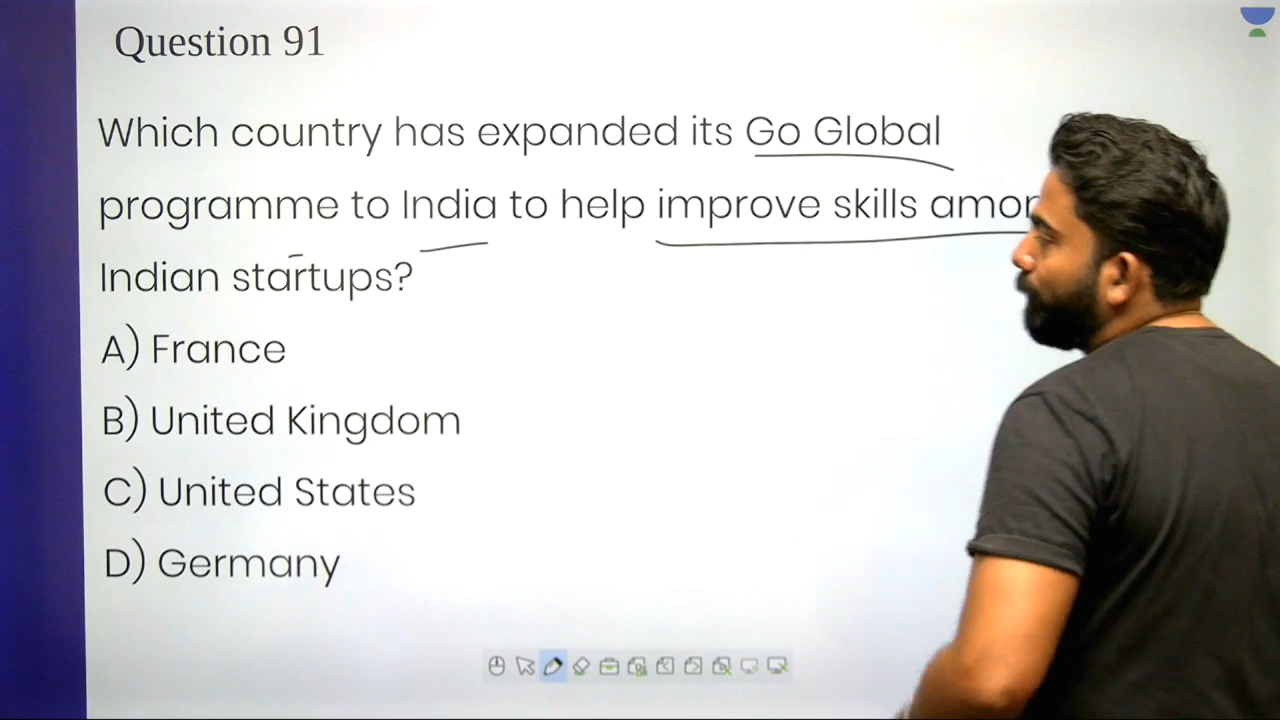 Question 91
Which country has expanded its Go Global
programme to India to help improve skills
Indian startups?
A) France
B) United Kingdom
C) United States
D) Germany